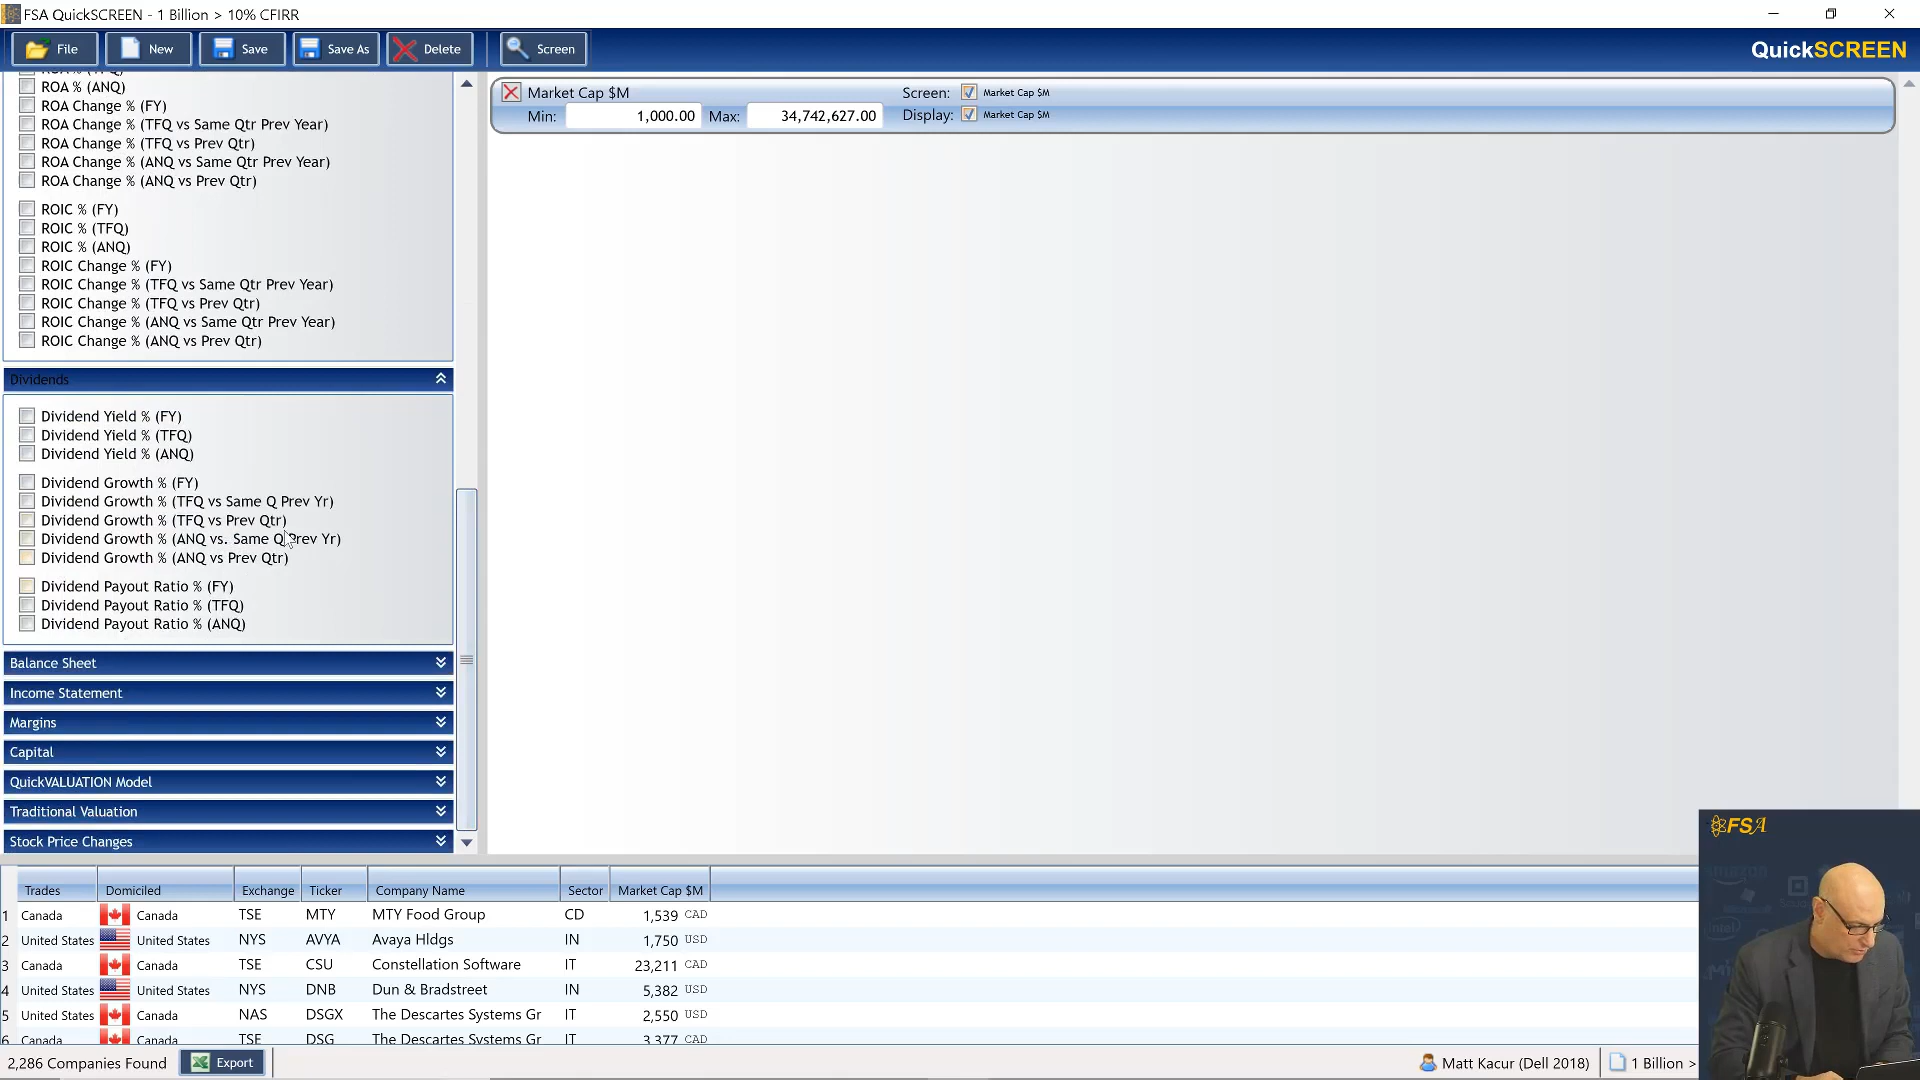 FSA QuickSCREEN - 1 Billion > 10% CFIRR
File New Save Save As Delete Screen QuickSCREEN
ROA % (ANQ)
ROA Change % (FY)
ROA Change % (TFQ vs Same Qtr Prev Year)
ROA Change % (TFQ vs Prev Qtr)
ROA Change % (ANQ vs Same Qtr Prev Year)
ROA Change % (ANQ vs Prev Qtr)
ROIC % (FY)
ROIC % (TFQ)
ROIC % (ANQ)
ROIC Change % (FY)
ROIC Change % (TFQ vs Same Qtr Prev Year)
ROIC Change % (TFQ vs Prev Qtr)
ROIC Change % (ANQ vs Same Qtr Prev Year)
ROIC Change % (ANQ vs Prev Qtr)
Dividends
Dividend Yield % (FY)
Dividend Yield % (TFQ)
Dividend Yield % (ANQ)
Dividend Growth % (FY)
Dividend Growth % (TFQ vs Same Q Prev Yr)
Dividend Growth % (TFQ vs Prev Qtr)
Dividend Growth % (ANQ vs. Same Q Prev Yr)
Dividend Growth % (ANQ vs Prev Qtr)
Dividend Payout Ratio % (FY)
Dividend Payout Ratio % (TFQ)
Dividend Payout Ratio % (ANQ)
Balance Sheet
Income Statement
Margins
Capital
QuickVALUATION Model
Traditional Valuation
Stock Price Changes
Market Cap $M Screen: Market Cap $M
Min: 1,000.00 Max: 34,742,627.00 Display: Market Cap $M
FSA
Trades Domiciled Exchange Ticker Company Name Sector Market Cap $M
1 Canada Canada TSE MTY MTY Food Group CD 1,539 CAD
2 United States United States NYS AVYA Avaya Hldgs IN 1,750 USD
3 Canada Canada TSE CSU Constellation Software IT 23,211 CAD
4 United States United States NYS DNB Dun & Bradstreet IN 5,382 USD
5 United States Canada NAS DSGX The Descartes Systems Gr IT 2,550 USD
6 Canada Canada TSE DSG The Descartes Systems Gr IT 3,377 CAD
2,286 Companies Found Export Matt Kacur (Dell 2018) 1 Billion >